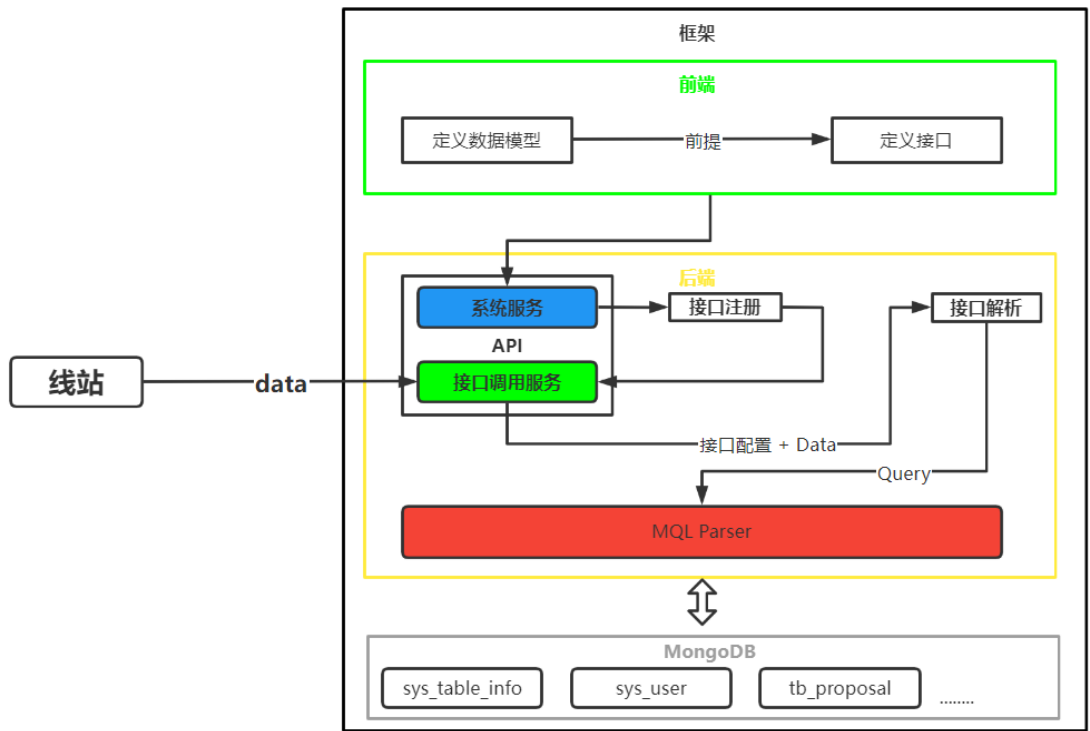 框架
前端
定义数据模型
前提
定义接口
后端
系统服务
接口注册
接口解析
API
线站
data
接口调用服务
接口配置 + Data
Query
MQL Parser
MongoDB
sys_table_info
sys_user
tb_proposal
........